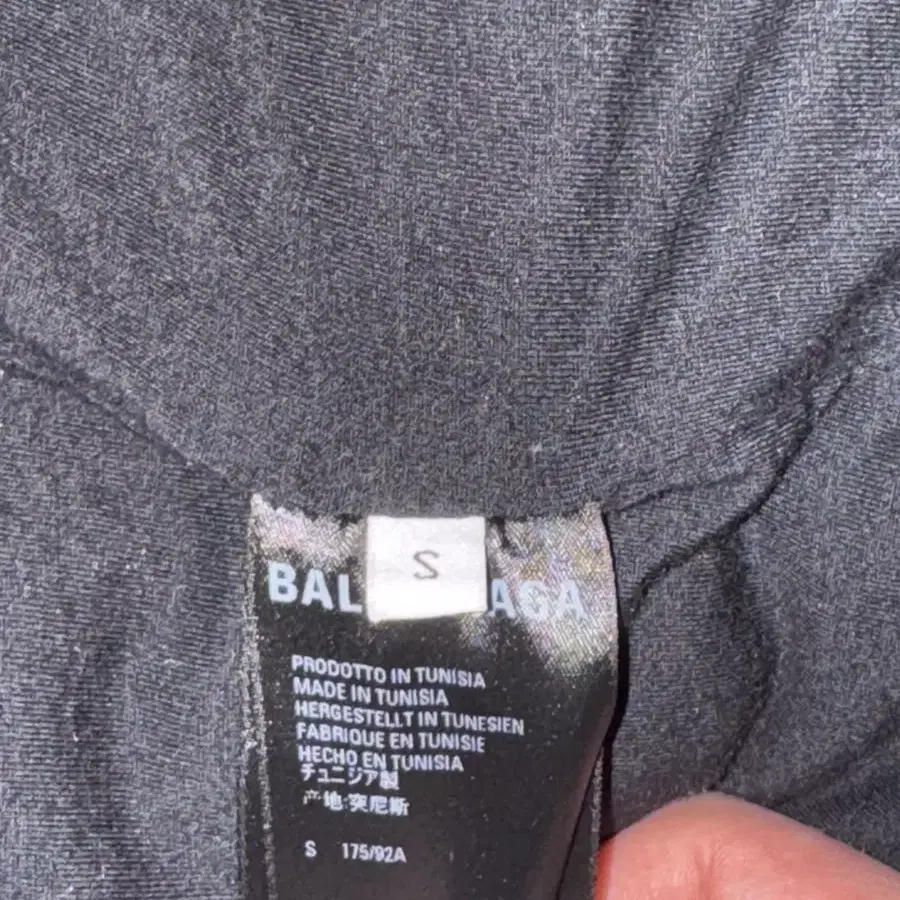 S
BAL AGA
PRODOTTO IN TUNISIA
MADE IN TUNISIA
HERGESTELLT IN TUNESIEN
FABRIQUE EN TUNISIE
HECHO EN TUNISIA
チュニジア製
产地:突尼斯
S 175/92A